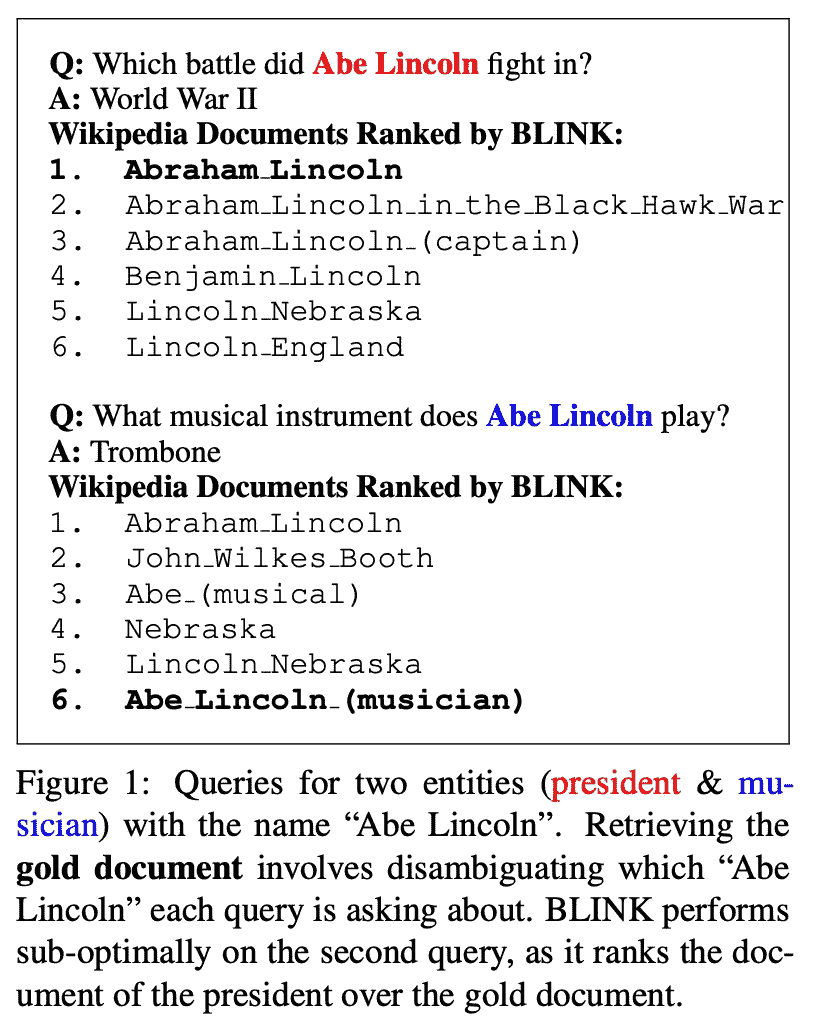 Q: Which battle did Abe Lincoln fight in?
A: World War II
Wikipedia Documents Ranked by BLINK:
1. Abraham_Lincoln
2. Abraham_Lincoln_in_the_Black_Hawk_War
3. Abraham_Lincoln_(captain)
4. Benjamin_Lincoln
5. Lincoln_Nebraska
6. Lincoln_England
Q: What musical instrument does Abe Lincoln play?
A: Trombone
Wikipedia Documents Ranked by BLINK:
1. Abraham_Lincoln
2. John_Wilkes_Booth
3. Abe_(musical)
4. Nebraska
5. Lincoln_Nebraska
6. Abe_Lincoln_(musician)
Figure 1: Queries for two entities (president & mu-
sician) with the name “Abe Lincoln”. Retrieving the
gold document involves disambiguating which “Abe
Lincoln” each query is asking about. BLINK performs
sub-optimally on the second query, as it ranks the doc-
ument of the president over the gold document.